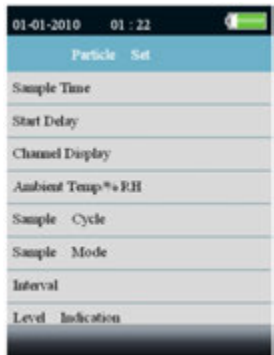 01-01-2010 01 : 22
Particle Set
Sample Time
Start Delay
Channel Display
Ambient Temp/%RH
Sample Cycle
Sample Mode
Interval
Level Indication